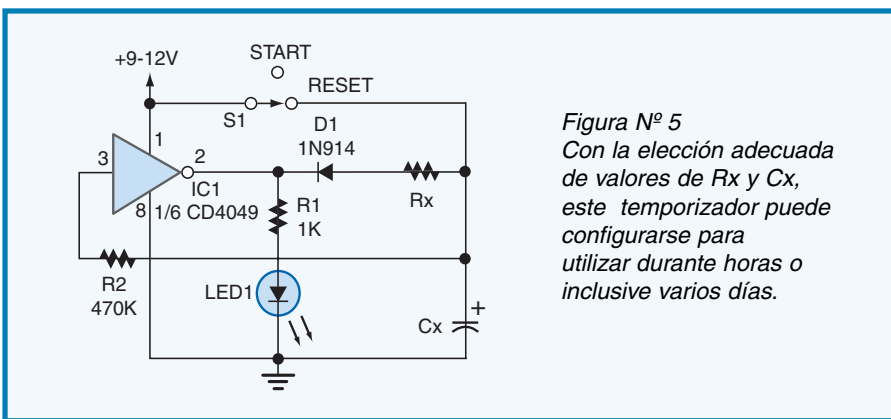 START
+9-12V
RESET
S1
D1
1N914
1
3
2
IC1
Rx
8
1/6 CD4049
R1
1K
R2
470K
LED1
Cx
+
Figura Nº 5
Con la elección adecuada
de valores de Rx y Cx,
este temporizador puede
configurarse para
utilizar durante horas o
inclusive varios días.